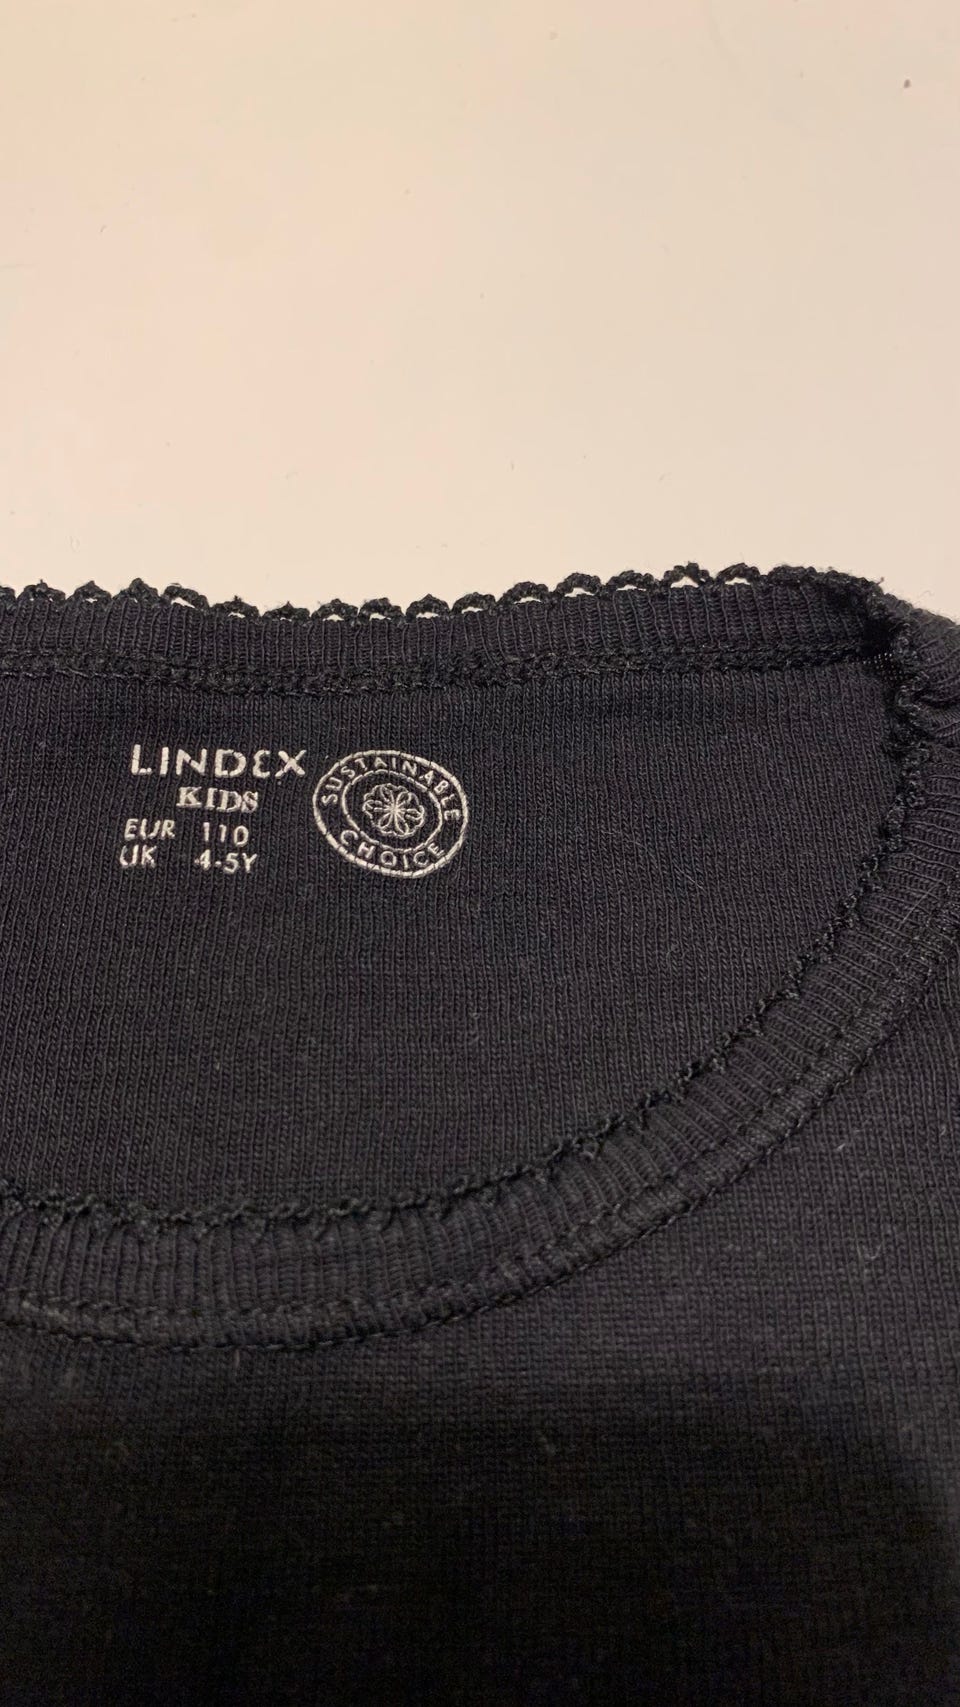 LINDEX
KIDS
EUR 110
UK 4-5Y
SUSTAINABLE
CHOICE